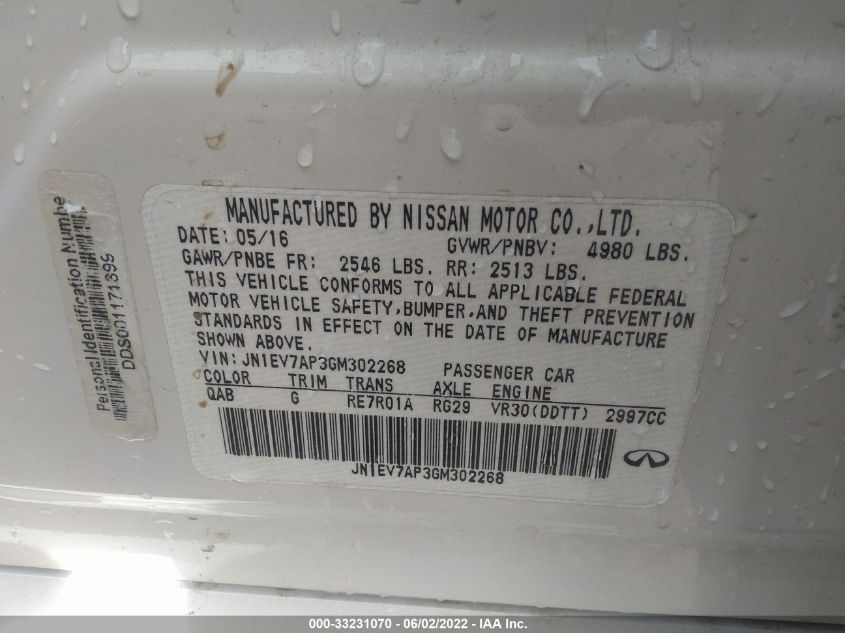 Personal Identification Numbe
DDS001171399
MANUFACTURED BY NISSAN MOTOR CO.,LTD.
DATE: 05/16 GVWR/PNBV: 4980 LBS.
GAWR/PNBE FR: 2546 LBS. RR: 2513 LBS.
THIS VEHICLE CONFORMS TO ALL APPLICABLE FEDERAL
MOTOR VEHICLE SAFETY,BUMPER,AND THEFT PREVENTION
STANDARDS IN EFFECT ON THE DATE OF MANUFACTURE
SHOWN ABOVE.
VIN: JN1EV7AP3GM302268 PASSENGER CAR
COLOR TRIM TRANS AXLE ENGINE
QAB G RE7R01A RG29 VR30(DDTT) 2997CC
JN1EV7AP3GM302268
000-33231070 - 06/02/2022 - IAA Inc.